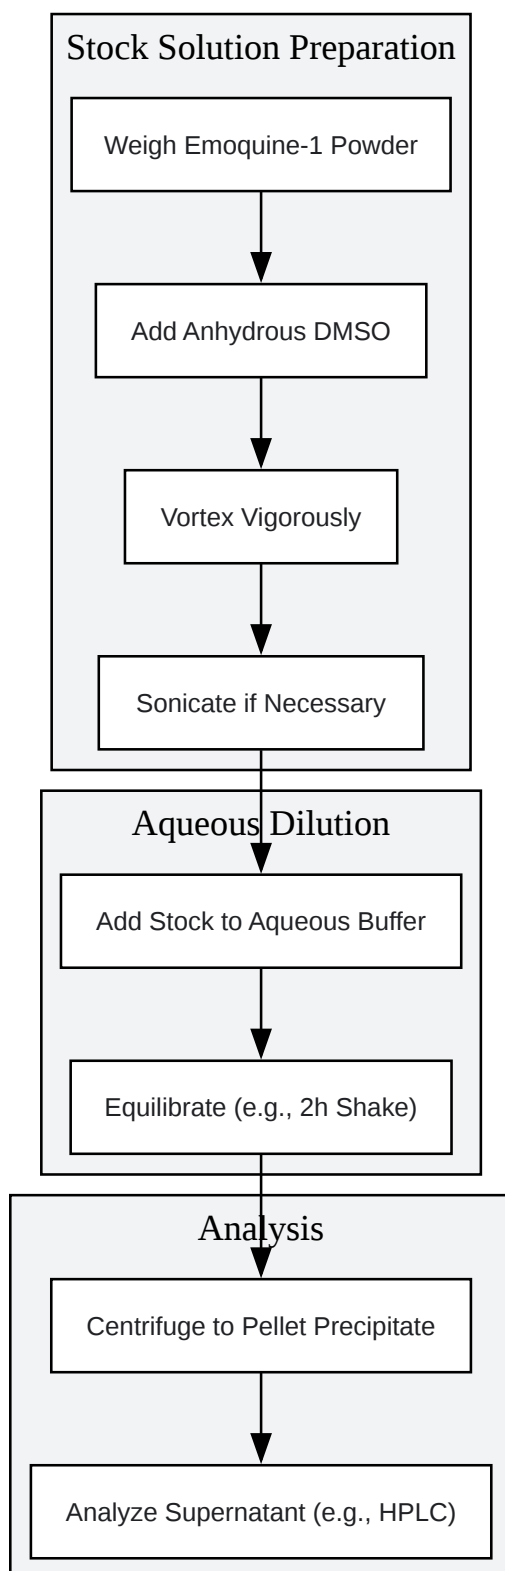 Stock Solution Preparation
Weigh Emoquine-1 Powder
Add Anhydrous DMSO
Vortex Vigorously
Sonicate if Necessary
Aqueous Dilution
Add Stock to Aqueous Buffer
Equilibrate (e.g., 2h Shake)
Analysis
Centrifuge to Pellet Precipitate
Analyze Supernatant (e.g., HPLC)